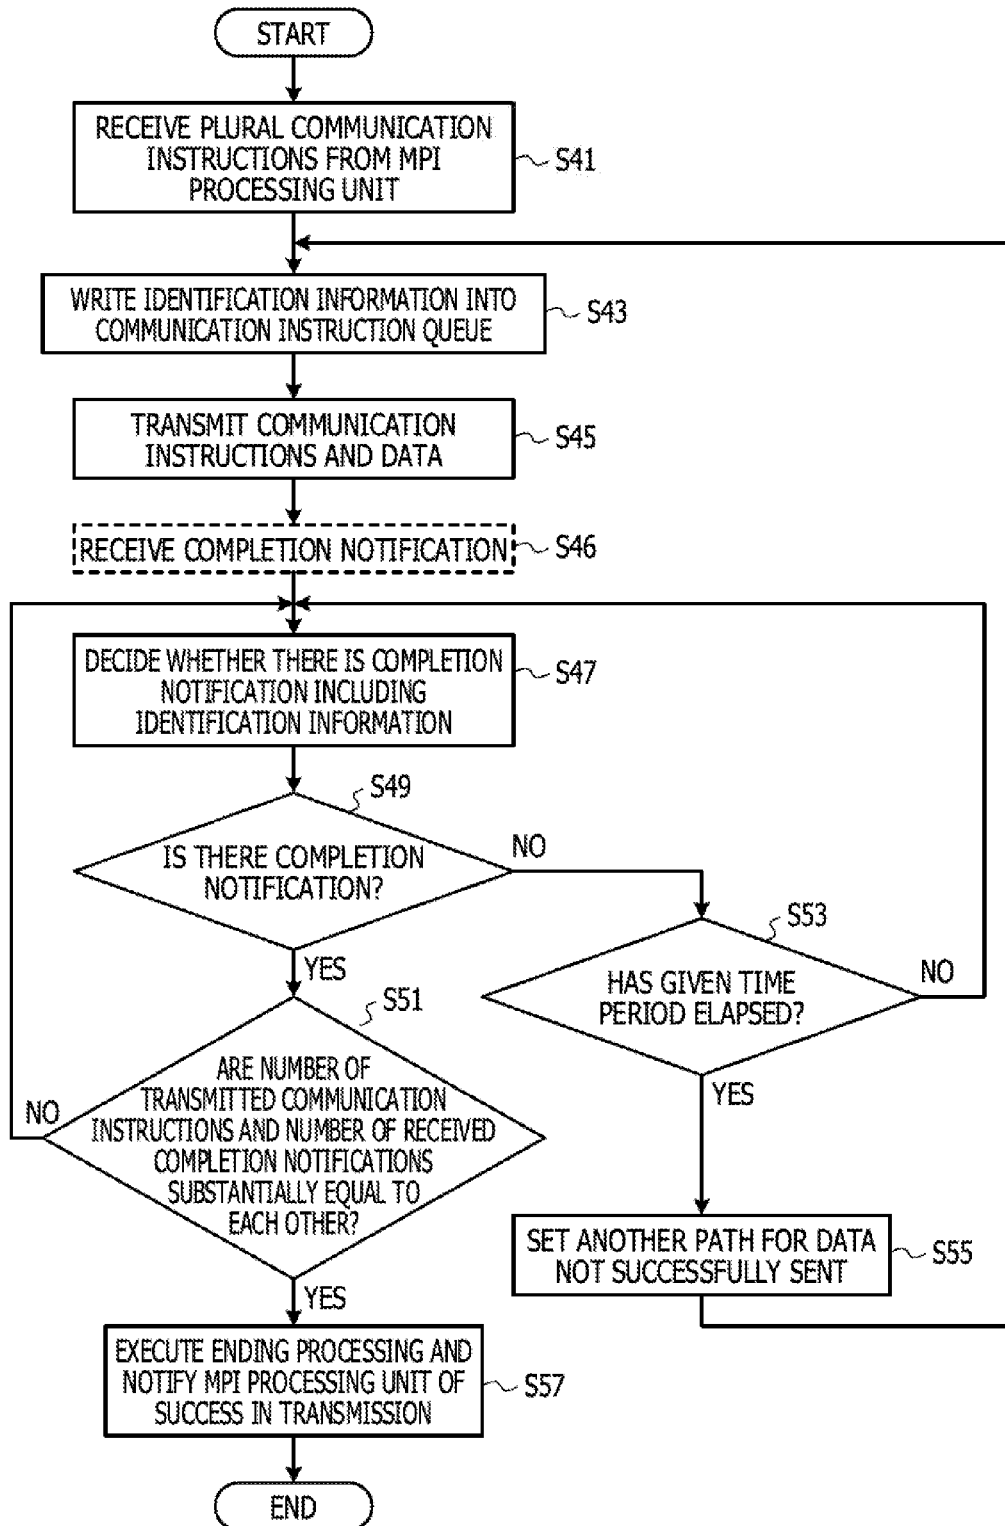 START
RECEIVE PLURAL COMMUNICATION
INSTRUCTIONS FROM MPI
PROCESSING UNIT
S41
WRITE IDENTIFICATION INFORMATION INTO
COMMUNICATION INSTRUCTION QUEUE
S43
TRANSMIT COMMUNICATION
INSTRUCTIONS AND DATA
S45
RECEIVE COMPLETION NOTIFICATION
S46
DECIDE WHETHER THERE IS COMPLETION
NOTIFICATION INCLUDING
IDENTIFICATION INFORMATION
S47
S49
IS THERE COMPLETION
NOTIFICATION?
NO
YES
S53
HAS GIVEN TIME
PERIOD ELAPSED?
NO
YES
S51
ARE NUMBER OF
TRANSMITTED COMMUNICATION
INSTRUCTIONS AND NUMBER OF RECEIVED
COMPLETION NOTIFICATIONS
SUBSTANTIALLY EQUAL TO
EACH OTHER?
NO
YES
SET ANOTHER PATH FOR DATA
NOT SUCCESSFULLY SENT
S55
EXECUTE ENDING PROCESSING AND
NOTIFY MPI PROCESSING UNIT OF
SUCCESS IN TRANSMISSION
S57
END